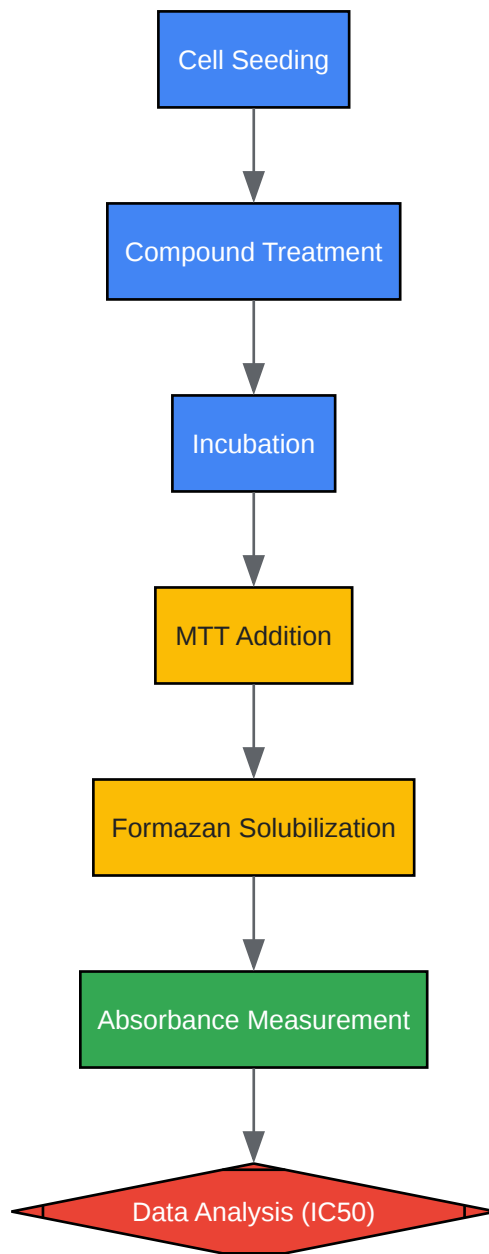 Cell Seeding
Compound Treatment
Incubation
MTT Addition
Formazan Solubilization
Absorbance Measurement
Data Analysis (IC50)